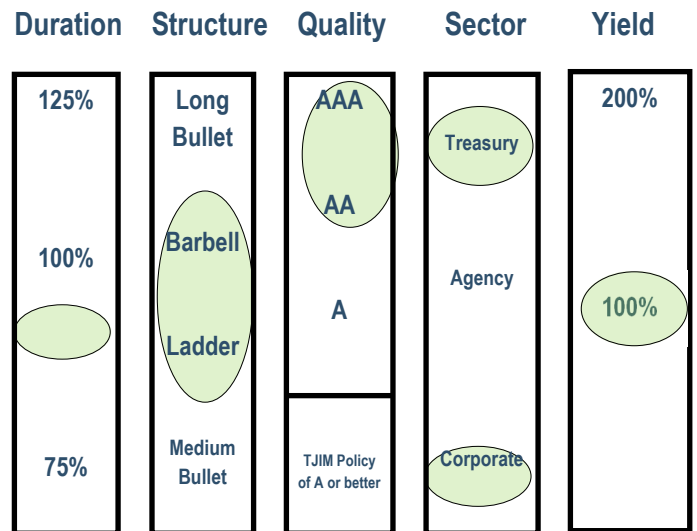 Duration Structure Quality Sector Yield
125%
100%
75%
Long
Bullet
Barbell
Ladder
Medium
Bullet
AAA
AA
A
TJIM Policy
of A or better
Treasury
Agency
Corporate
200%
100%